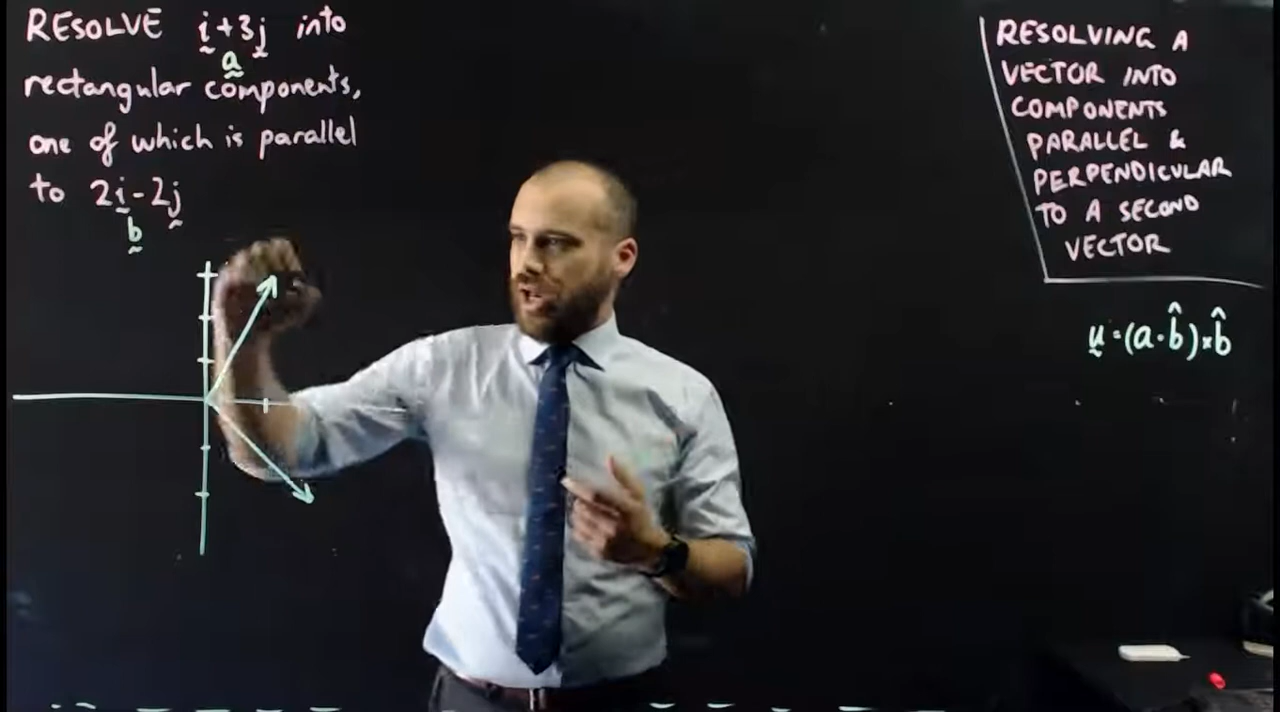 RESOLVE i+3j into
a
rectangular components,
one of which is parallel
to 2i-2j
b
RESOLVING A
VECTOR INTO
COMPONENTS
PARALLEL &
PERPENDICULAR
TO A SECOND
VECTOR
u=(a·b̂)×b̂